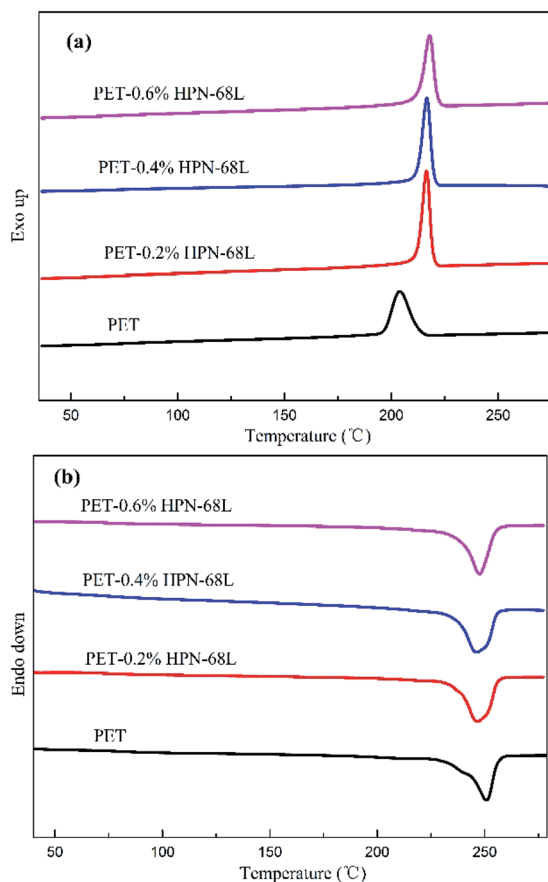 (a)
PET-0.6% HPN-68L
PET-0.4% HPN-68L
PET-0.2% HPN-68L
PET
Exo up
50 100 150 200 250
Temperature (℃)
(b)
PET-0.6% HPN-68L
PET-0.4% HPN-68L
PET-0.2% HPN-68L
PET
Endo down
50 100 150 200 250
Temperature (℃)